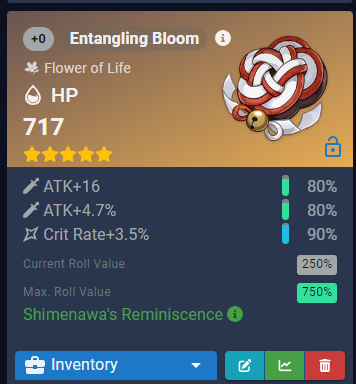 +0 Entangling Bloom
Flower of Life
HP
717
ATK+16 80%
ATK+4.7% 80%
Crit Rate+3.5% 90%
Current Roll Value 250%
Max. Roll Value 750%
Shimenawa's Reminiscence
Inventory